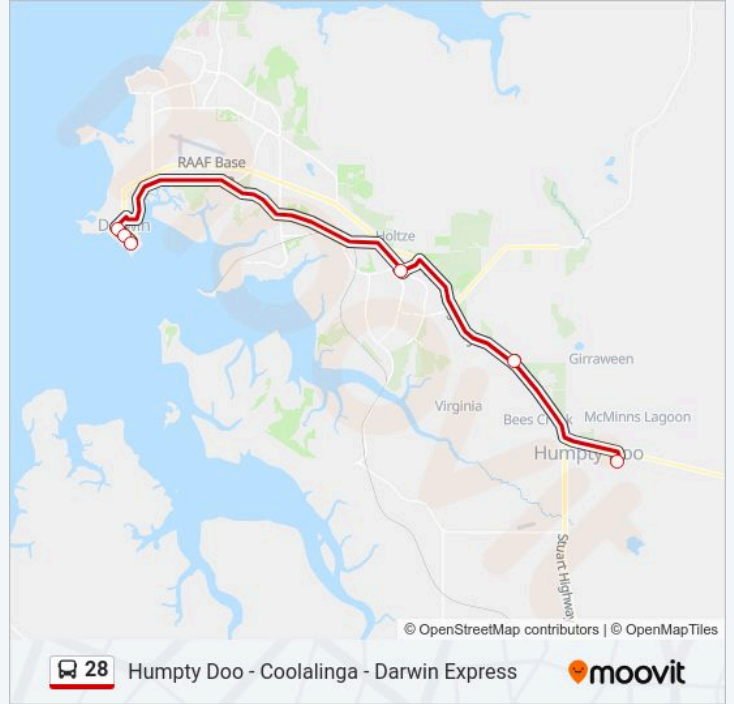 RAAF Base
Darwin
Holtze
Girraween
Virginia
McMinns Lagoon
Humpty Doo
Stuart Highway
© OpenStreetMap contributors | © OpenMapTiles
28
Humpty Doo - Coolalinga - Darwin Express
moovit